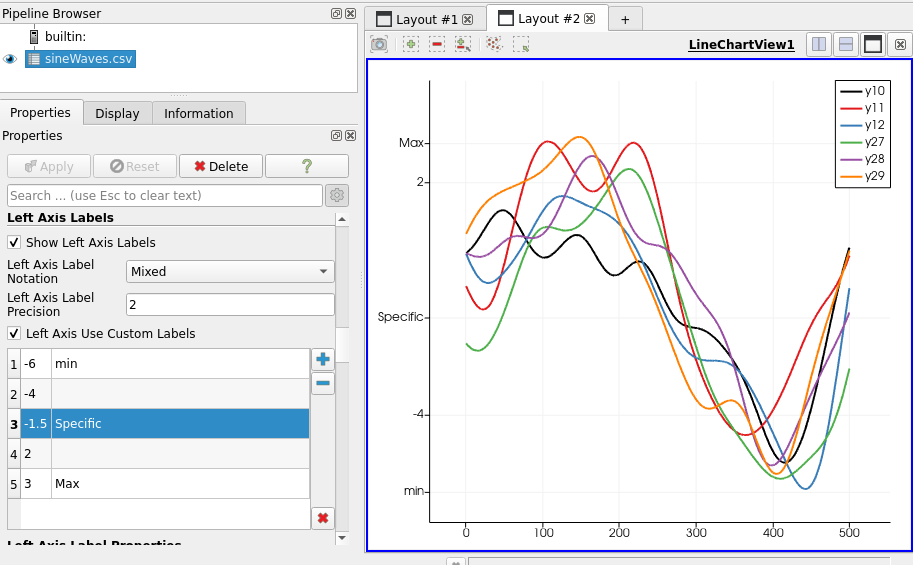 Pipeline Browser
builtin:
sineWaves.csv
Properties Display Information
Properties
Apply Reset Delete ?
Search ... (use Esc to clear text)
Left Axis Labels
Show Left Axis Labels
Left Axis Label Notation Mixed
Left Axis Label Precision 2
Left Axis Use Custom Labels
1 -6 min
2 -4
3 -1.5 Specific
4 2
5 3 Max
Left Axis Label Properties
Layout #1 Layout #2 +
LineChartView1
y10
y11
y12
y27
y28
y29
Max
2
Specific
-4
min
0 100 200 300 400 500